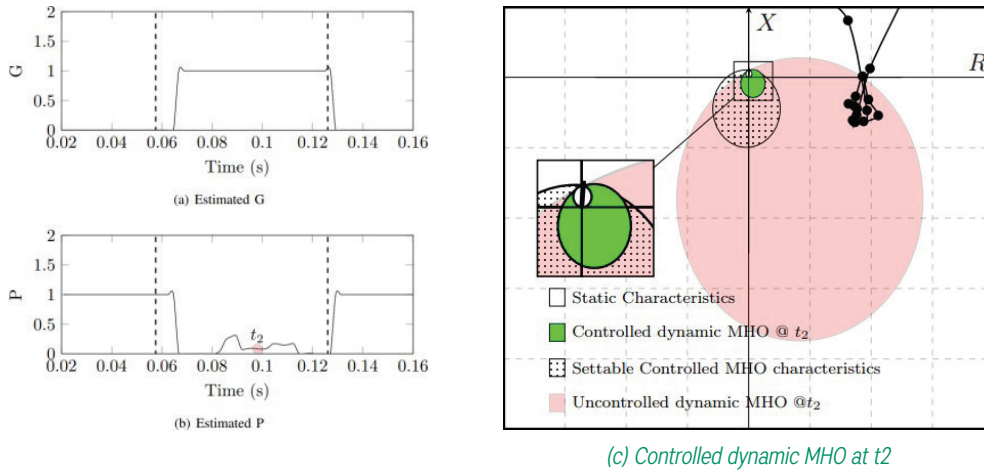 2
1.5
1
0.5
0
G
0.02 0.04 0.06 0.08 0.1 0.12 0.14 0.16
Time (s)
(a) Estimated G
2
1.5
1
0.5
0
P
t2
0.02 0.04 0.06 0.08 0.1 0.12 0.14 0.16
Time (s)
(b) Estimated P
X
R
Static Characteristics
Controlled dynamic MHO @ t2
Settable Controlled MHO characteristics
Uncontrolled dynamic MHO @t2
(c) Controlled dynamic MHO at t2